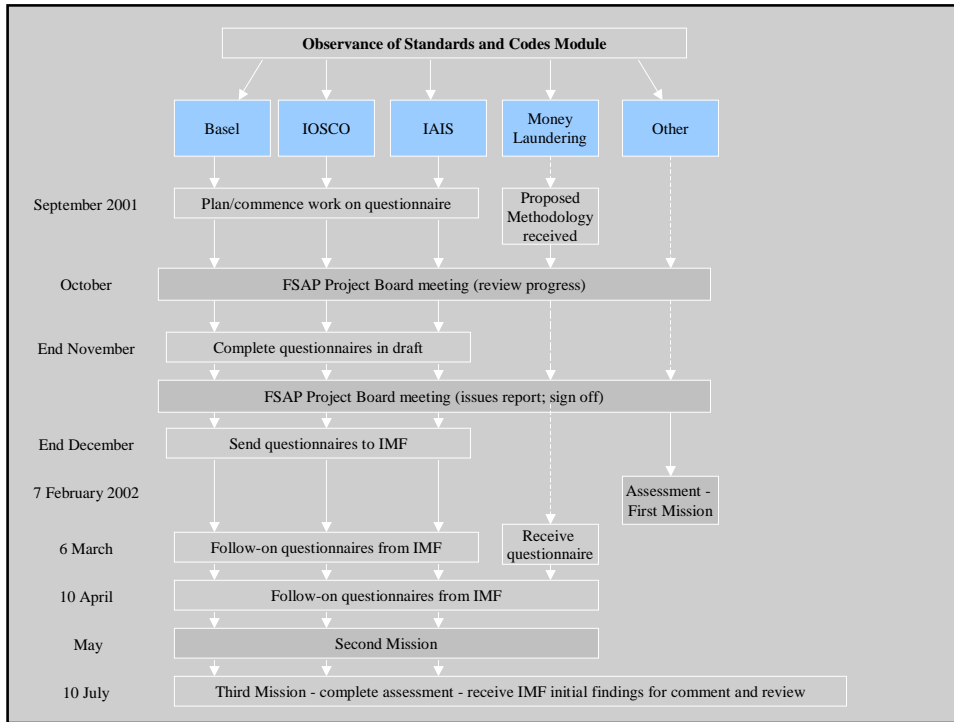 Observance of Standards and Codes Module
Basel
IOSCO
IAIS
Money
Laundering
Other
September 2001
Plan/commence work on questionnaire
Proposed
Methodology
received
October
FSAP Project Board meeting (review progress)
End November
Complete questionnaires in draft
FSAP Project Board meeting (issues report; sign off)
End December
Send questionnaires to IMF
7 February 2002
Assessment -
First Mission
6 March
Follow-on questionnaires from IMF
Receive
questionnaire
10 April
Follow-on questionnaires from IMF
May
Second Mission
10 July
Third Mission - complete assessment - receive IMF initial findings for comment and review